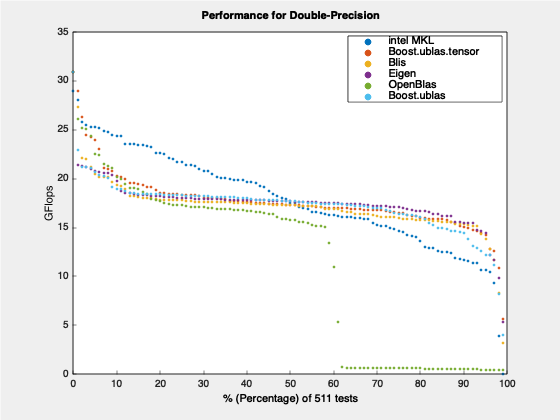 Performance for Double-Precision
intel MKL
Boost.ublas.tensor
Blis
Eigen
OpenBlas
Boost.ublas
GFlops
35
30
25
20
15
10
5
0
0 10 20 30 40 50 60 70 80 90 100
% (Percentage) of 511 tests